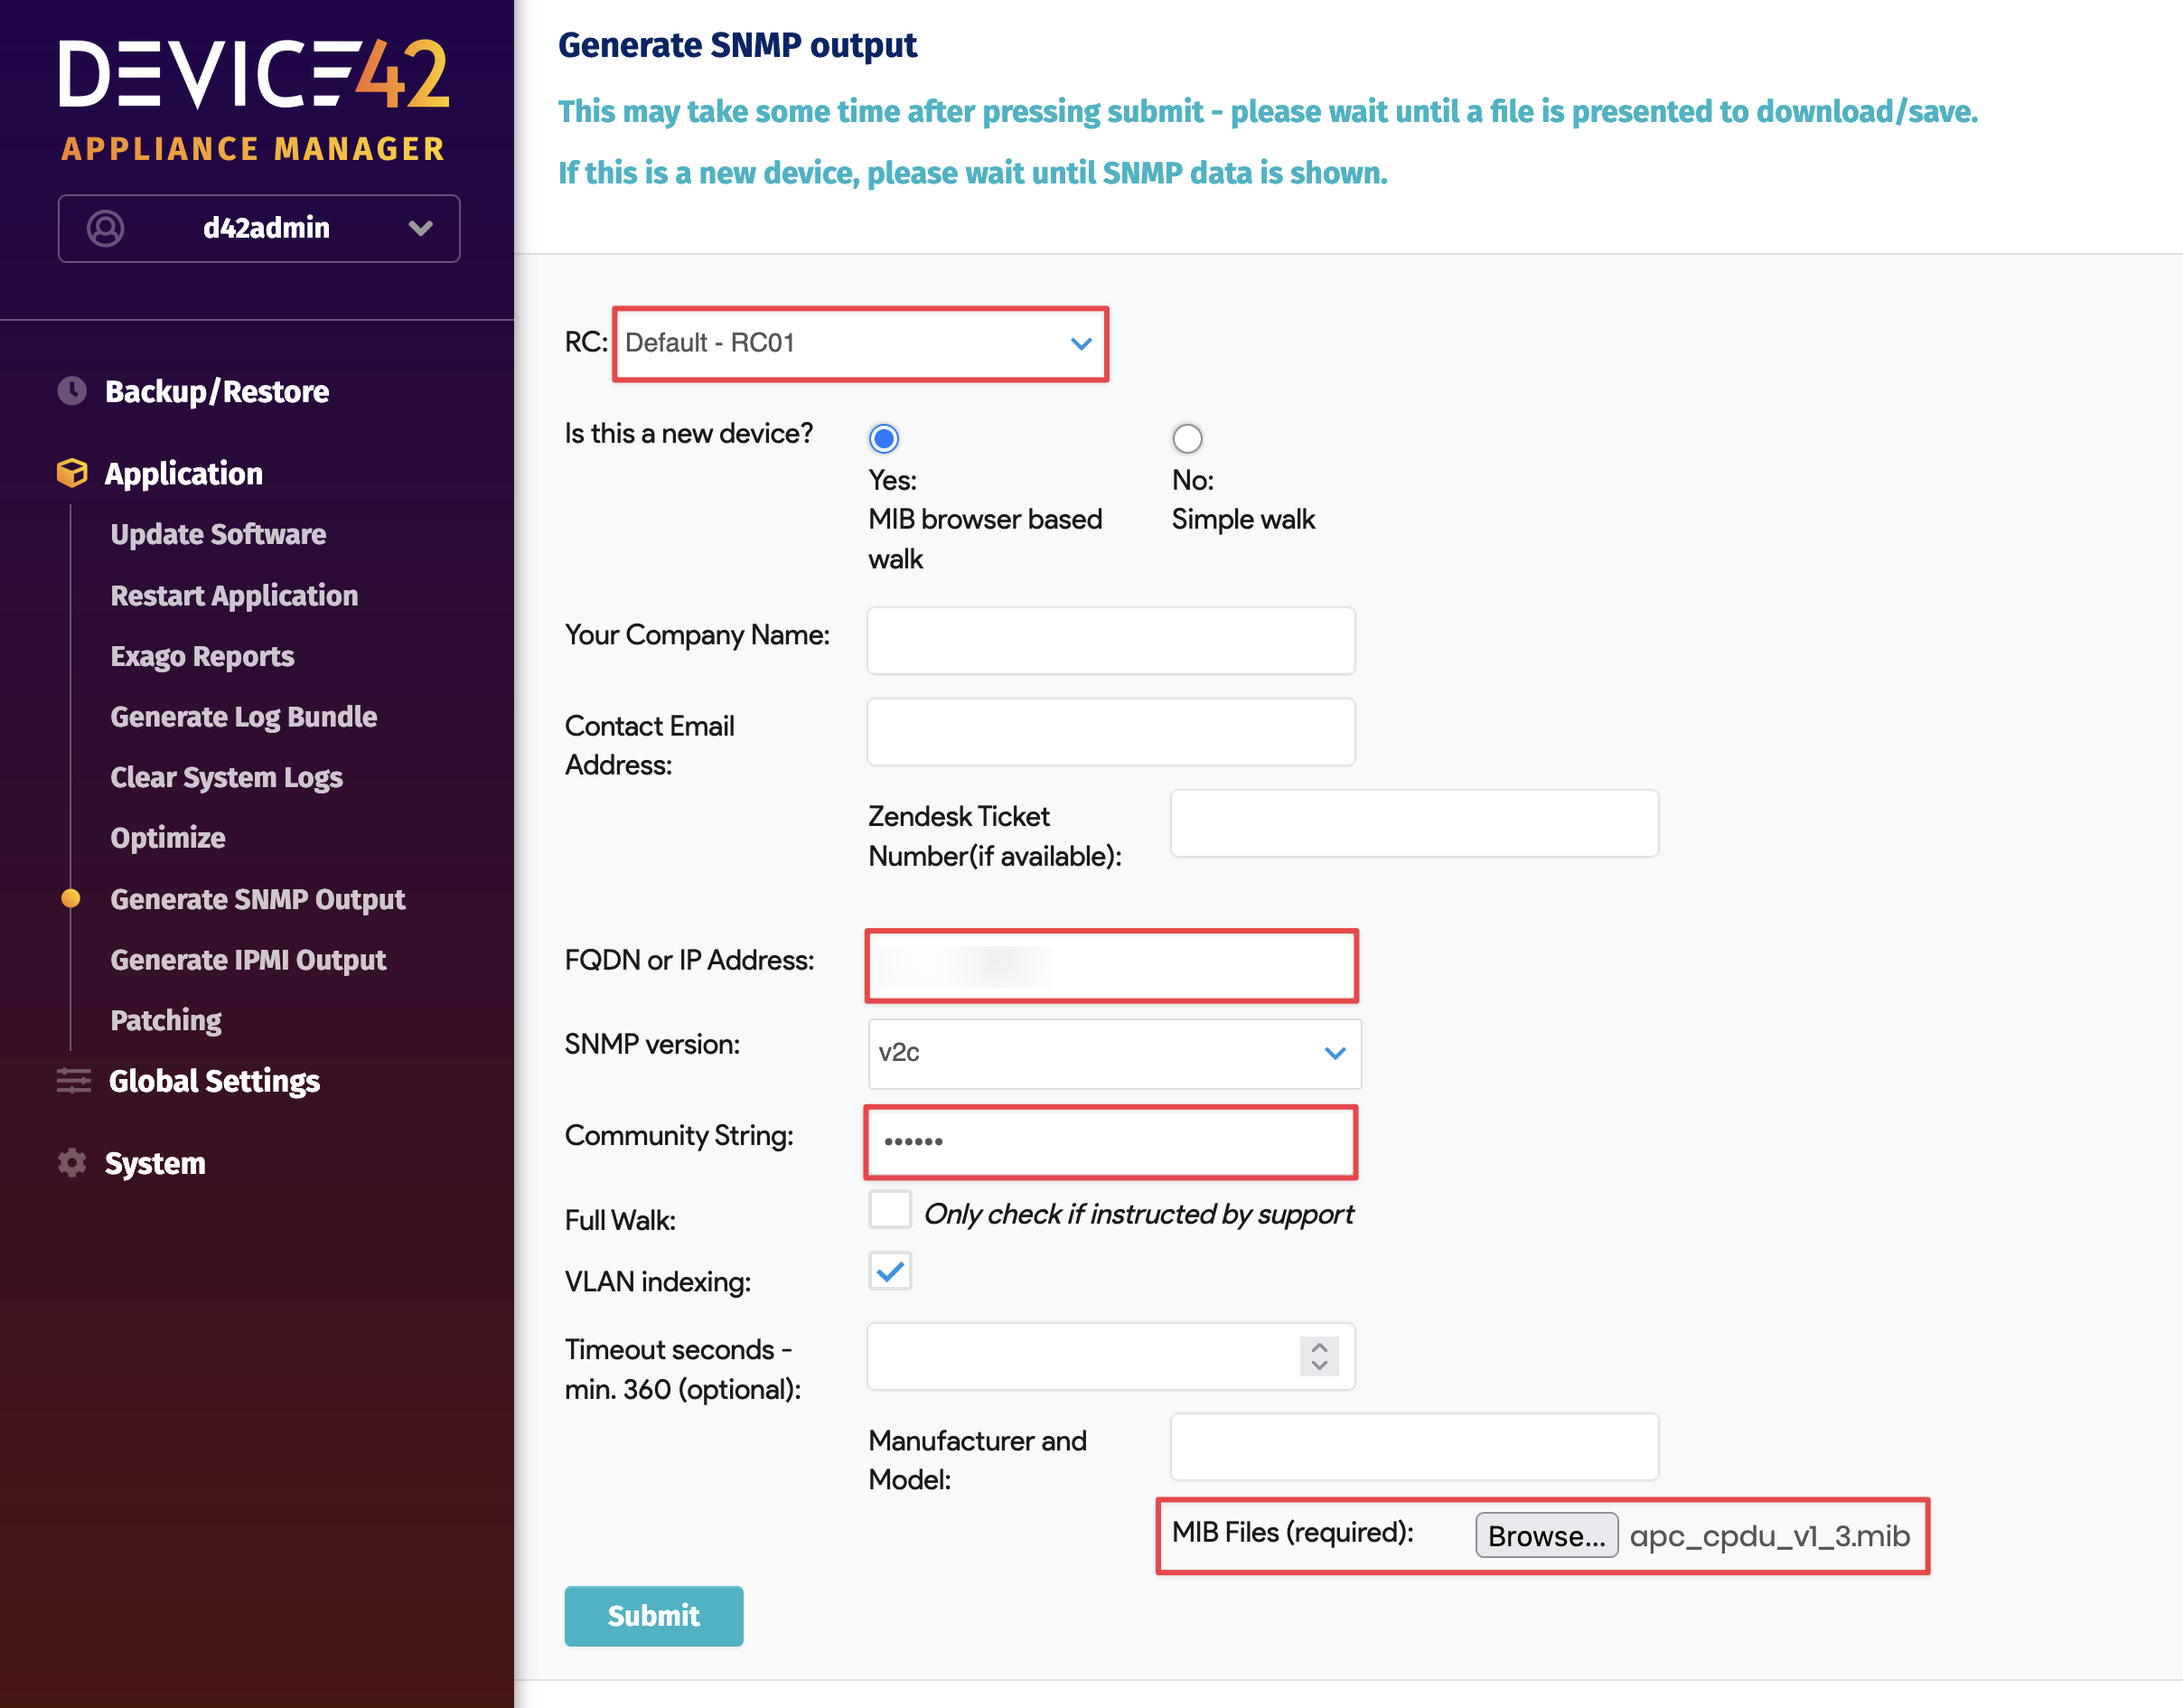 DEVICE42
APPLIANCE MANAGER
d42admin
Backup/Restore
Application
Update Software
Restart Application
Exago Reports
Generate Log Bundle
Clear System Logs
Optimize
Generate SNMP Output
Generate IPMI Output
Patching
Global Settings
System
Generate SNMP output
This may take some time after pressing submit - please wait until a file is presented to download/save.
If this is a new device, please wait until SNMP data is shown.
RC: Default - RC01
Is this a new device?
Yes:
MIB browser based
walk
No:
Simple walk
Your Company Name:
Contact Email
Address:
Zendesk Ticket
Number(if available):
FQDN or IP Address:
SNMP version: v2c
Community String: ••••••
Full Walk: Only check if instructed by support
VLAN indexing:
Timeout seconds -
min. 360 (optional):
Manufacturer and
Model:
MIB Files (required): Browse... apc_cpdu_v1_3.mib
Submit